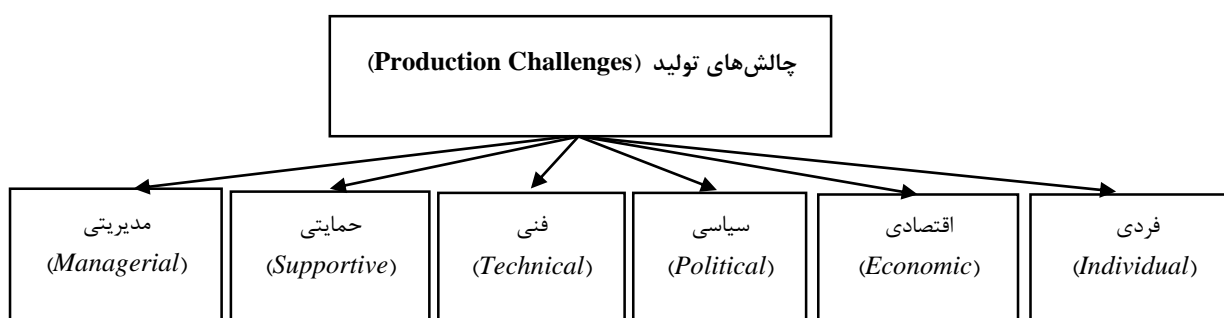 چالش‌های تولید (Production Challenges)
فردی
(Individual)
اقتصادی
(Economic)
سیاسی
(Political)
فنی
(Technical)
حمایتی
(Supportive)
مدیریتی
(Managerial)